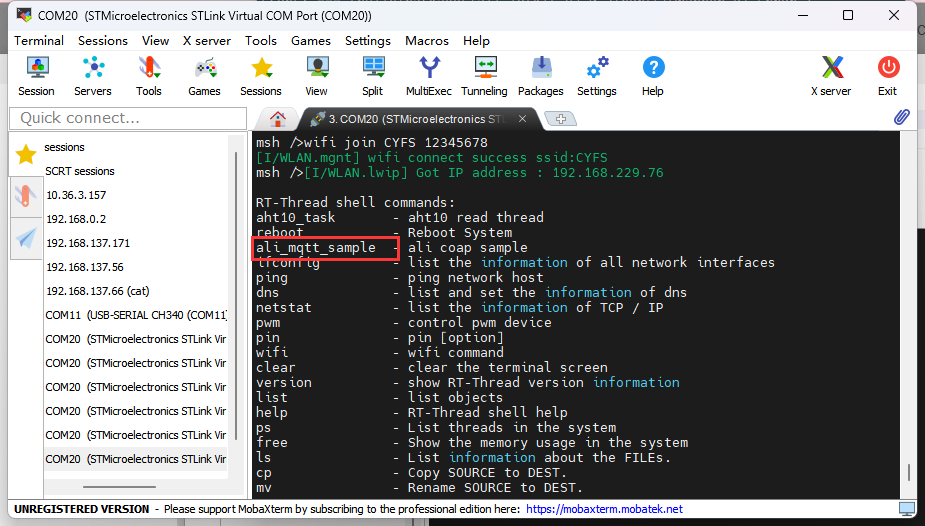 COM20 (STMicroelectronics STLink Virtual COM Port (COM20))
Terminal Sessions View X server Tools Games Settings Macros Help
Session Servers Tools Games Sessions View Split MultiExec Tunneling Packages Settings Help X server Exit
Quick connect...
3. COM20 (STMicroelectronics ST
sessions
SCRT sessions
10.36.3.157
192.168.0.2
192.168.137.171
192.168.137.56
192.168.137.66 (cat)
COM11 (USB-SERIAL CH340 (COM11)
COM20 (STMicroelectronics STLink Vir
COM20 (STMicroelectronics STLink Vir
COM20 (STMicroelectronics STLink Vir
COM20 (STMicroelectronics STLink Vir
COM20 (STMicroelectronics STLink Vir
COM20 (STMicroelectronics STLink Vir
msh />wifi join CYFS 12345678
[I/WLAN.mgnt] wifi connect success ssid:CYFS
msh />[I/WLAN.lwip] Got IP address : 192.168.229.76
RT-Thread shell commands:
aht10_task - aht10 read thread
reboot - Reboot System
ali_mqtt_sample - ali coap sample
ifconfig - list the information of all network interfaces
ping - ping network host
dns - list and set the information of dns
netstat - list the information of TCP / IP
pwm - control pwm device
pin - pin [option]
wifi - wifi command
clear - clear the terminal screen
version - show RT-Thread version information
list - list objects
help - RT-Thread shell help
ps - List threads in the system
free - Show the memory usage in the system
ls - List information about the FILEs.
cp - Copy SOURCE to DEST.
mv - Rename SOURCE to DEST.
UNREGISTERED VERSION - Please support MobaXterm by subscribing to the professional edition here: https://mobaxterm.mobatek.net